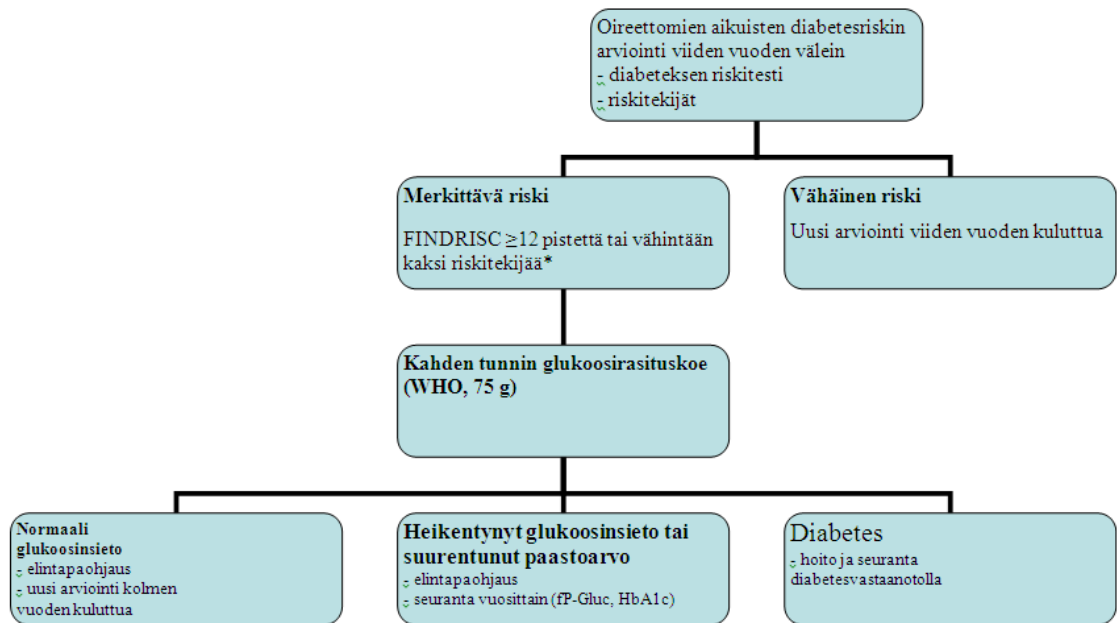 Oireettomien aikuisten diabetesriskin
arviointi viiden vuoden välein
- diabeteksen riskitesti
- riskitekijät
Merkittävä riski
FINDRISC ≥12 pistettä tai vähintään
kaksi riskitekijää*
Vähäinen riski
Uusi arviointi viiden vuoden kuluttua
Kahden tunnin glukoosirasituskoe
(WHO, 75 g)
Normaali
glukoosinsieto
- elintapaohjaus
- uusi arviointi kolmen
vuoden kuluttua
Heikentynyt glukoosinsieto tai
suurentunut paastoarvo
- elintapaohjaus
- seuranta vuosittain (fP-Gluc, HbA1c)
Diabetes
- hoito ja seuranta
diabetesvastaanotolla